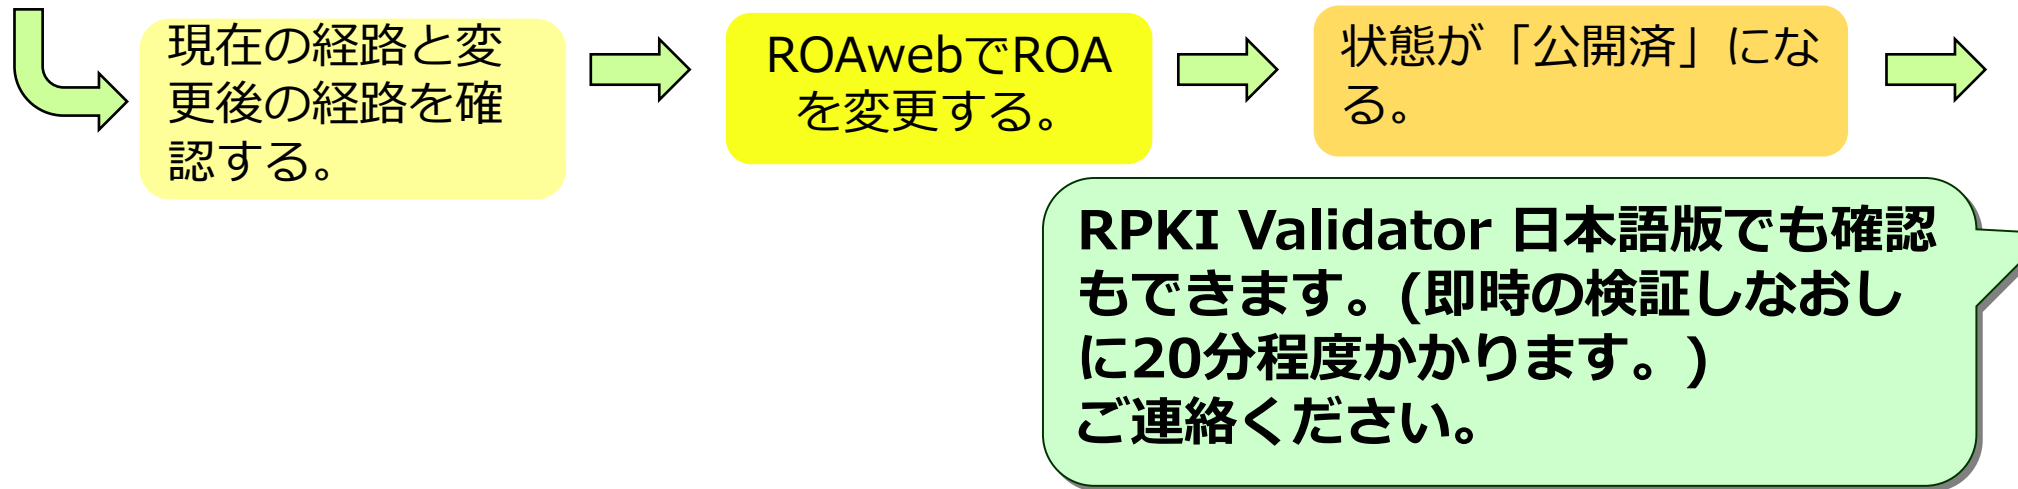 現在の経路と変
更後の経路を確
認する。
ROAwebでROA
を変更する。
状態が「公開済」にな
る。
RPKI Validator 日本語版でも確認
もできます。(即時の検証しなおし
に20分程度かかります。)
ご連絡ください。